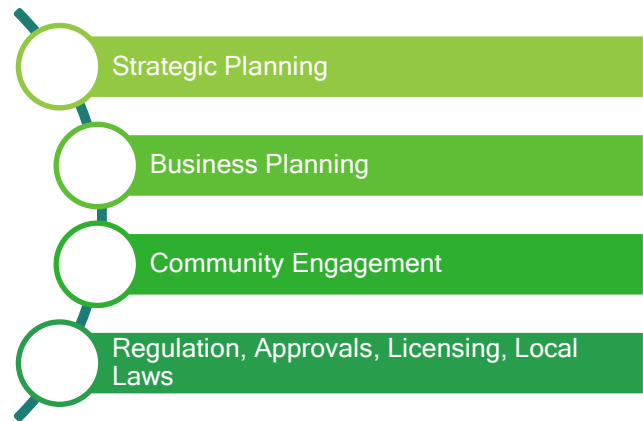 Strategic Planning
Business Planning
Community Engagement
Regulation, Approvals, Licensing, Local
Laws